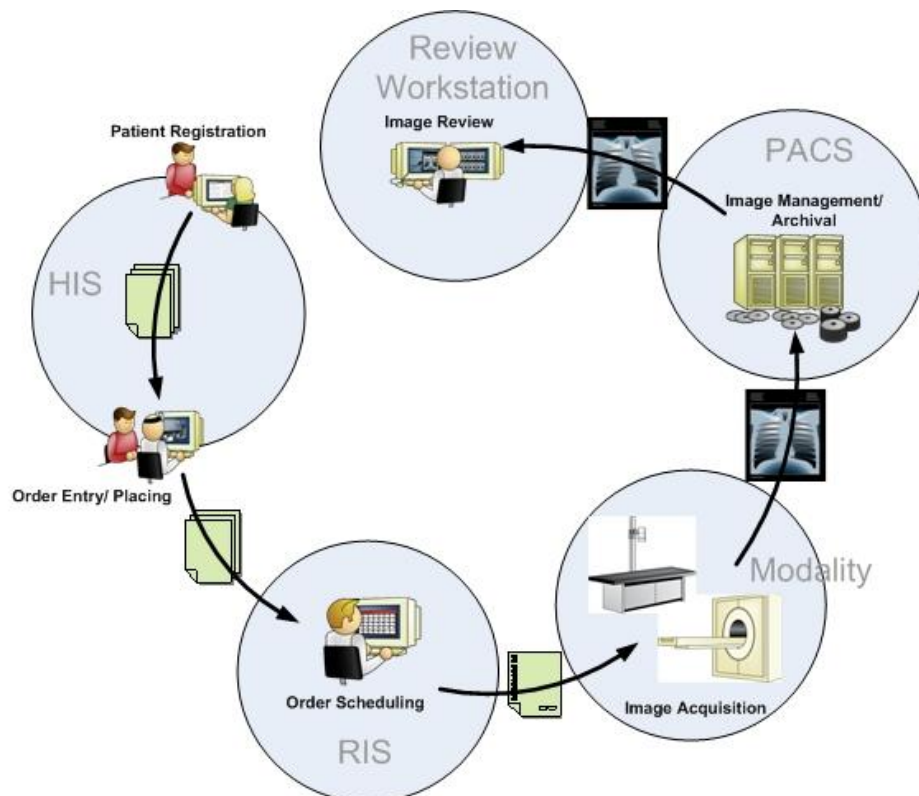 Patient Registration
HIS
Order Entry/ Placing
Order Scheduling
RIS
Image Acquisition
Modality
PACS
Image Management/
Archival
Review
Workstation
Image Review